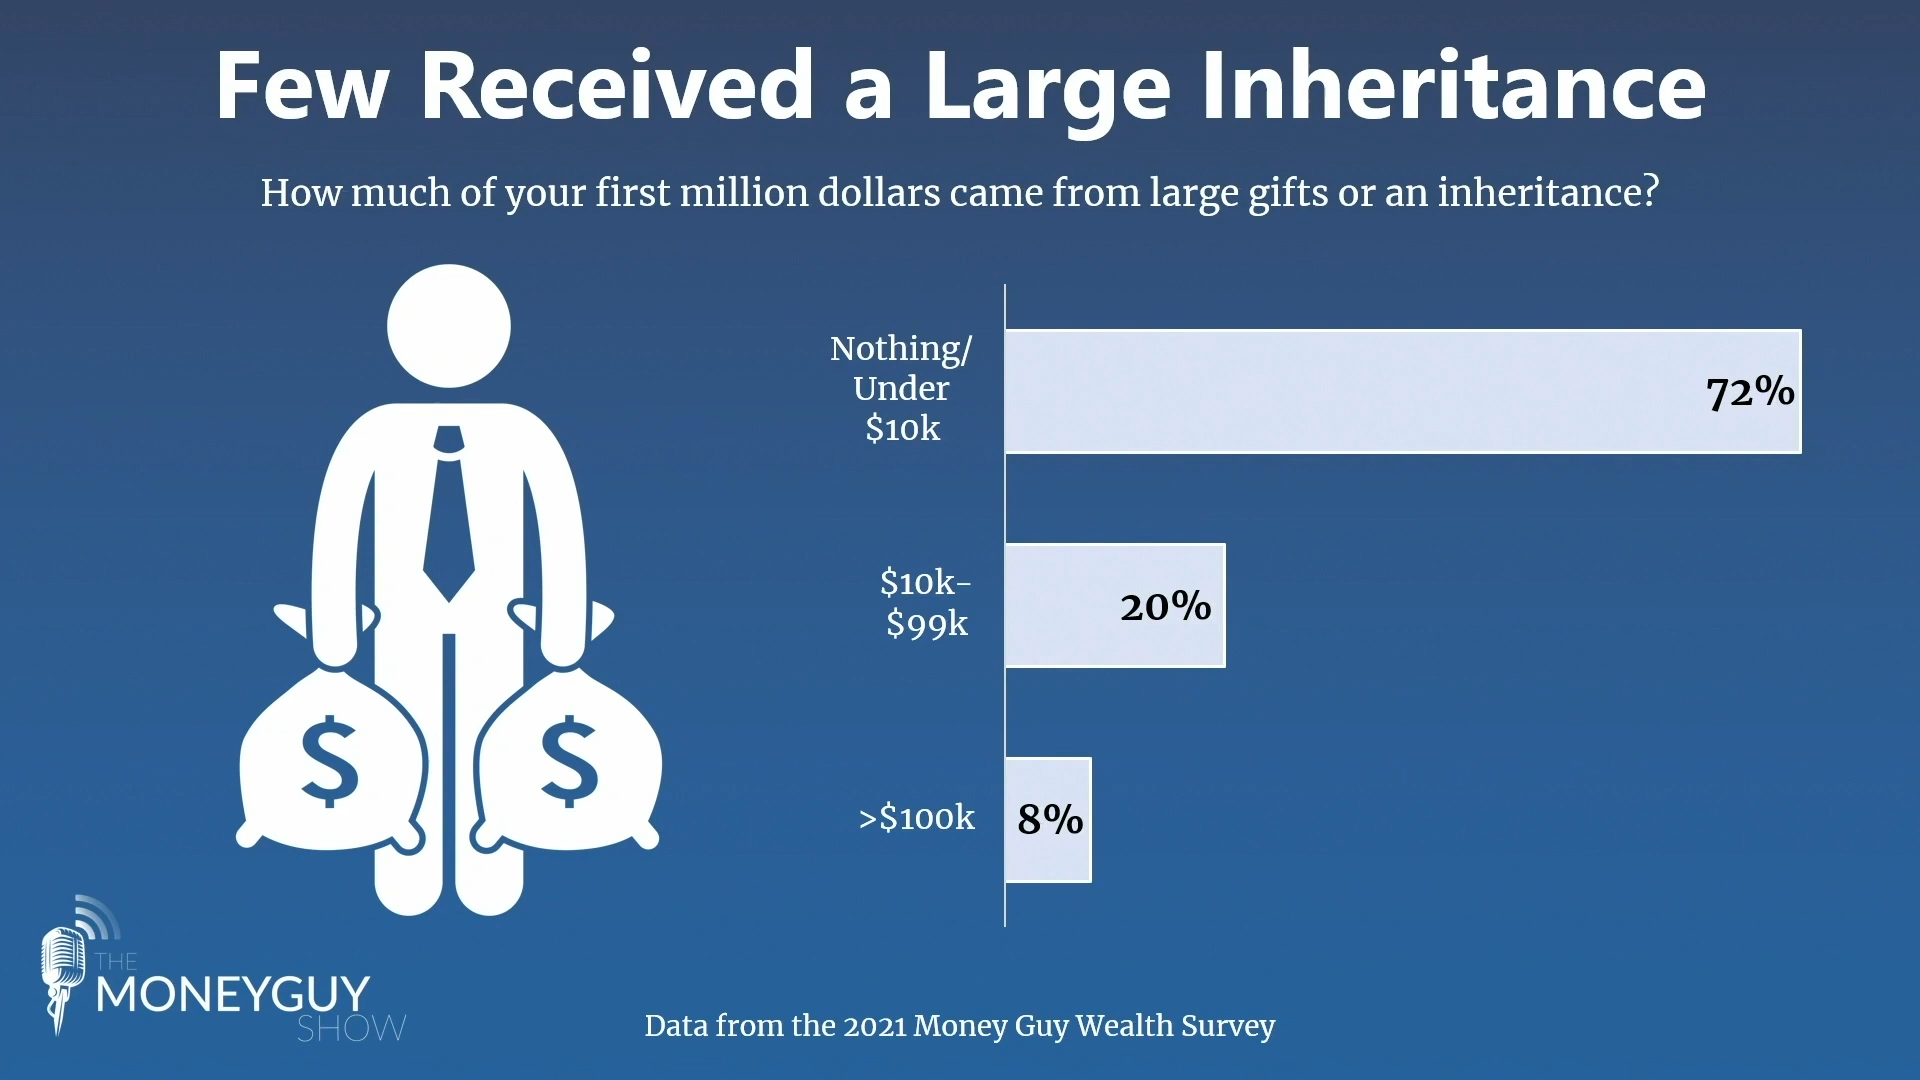 Few Received a Large Inheritance
How much of your first million dollars came from large gifts or an inheritance?
Nothing/
Under
$10k
72%
$10k-
$99k
20%
>$100k
8%
$ $
THE
MONEYGUY
SHOW
Data from the 2021 Money Guy Wealth Survey